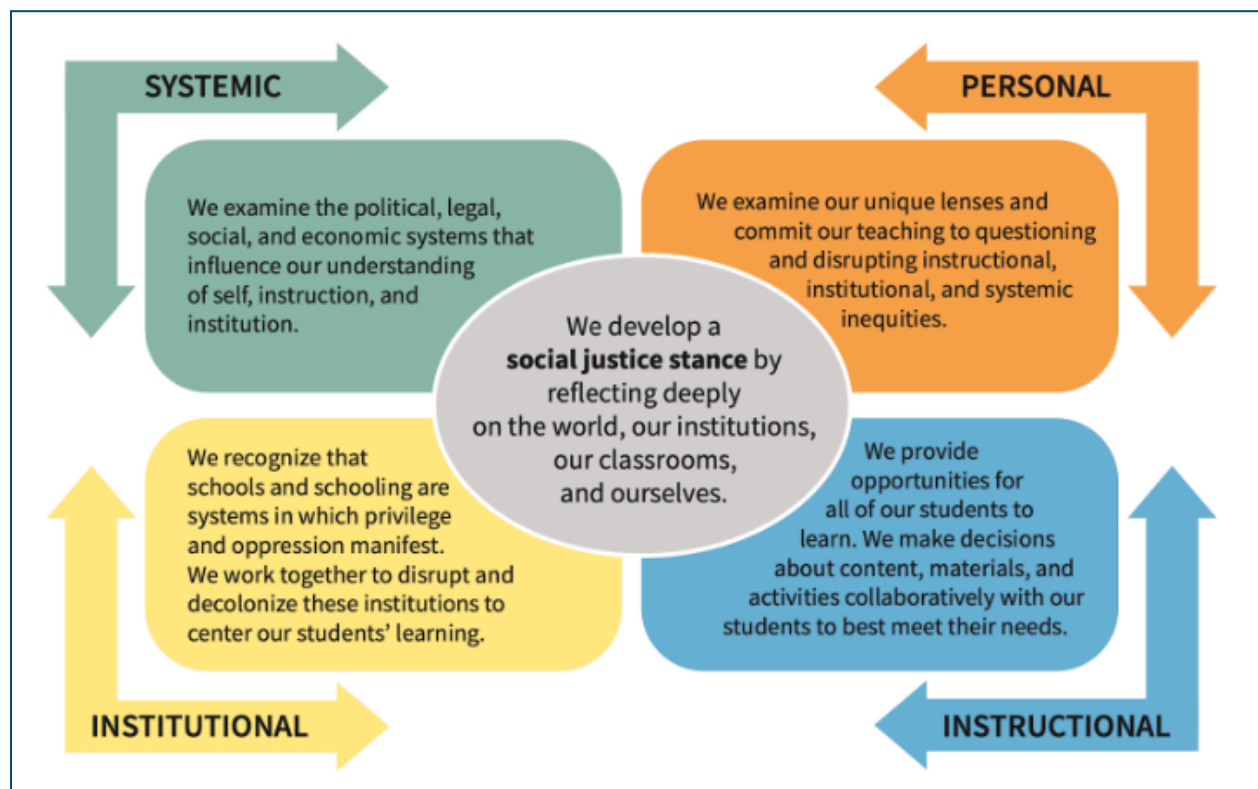 SYSTEMIC
We examine the political, legal,
social, and economic systems that
influence our understanding
of self, instruction, and
institution.
PERSONAL
We examine our unique lenses and
commit our teaching to questioning
and disrupting instructional,
institutional, and systemic
inequities.
We develop a
social justice stance by
reflecting deeply
on the world, our institutions,
our classrooms,
and ourselves.
We recognize that
schools and schooling are
systems in which privilege
and oppression manifest.
We work together to disrupt and
decolonize these institutions to
center our students’ learning.
INSTITUTIONAL
We provide
opportunities for
all of our students to
learn. We make decisions
about content, materials, and
activities collaboratively with our
students to best meet their needs.
INSTRUCTIONAL